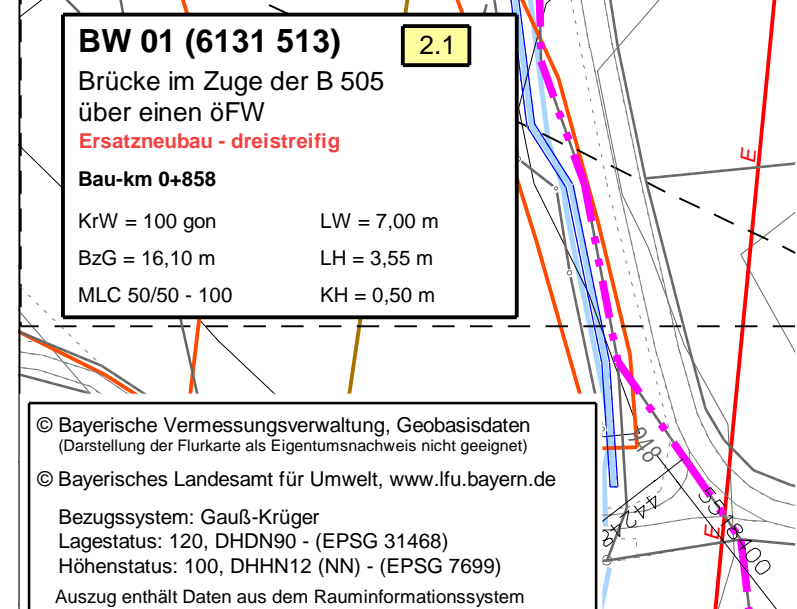 BW 01 (6131 513)
2.1
Brücke im Zuge der B 505
über einen öFW
Ersatzneubau - dreistreifig
Bau-km 0+858
KrW = 100 gon
LW = 7,00 m
BzG = 16,10 m
LH = 3,55 m
MLC 50/50 - 100
KH = 0,50 m
E
© Bayerische Vermessungsverwaltung, Geobasisdaten
(Darstellung der Flurkarte als Eigentumsnachweis nicht geeignet)
© Bayerisches Landesamt für Umwelt, www.lfu.bayern.de
Bezugssystem: Gauß-Krüger
Lagestatus: 120, DHDN90 - (EPSG 31468)
Höhenstatus: 100, DHHN12 (NN) - (EPSG 7699)
Auszug enthält Daten aus dem Rauminformationssystem
948
E